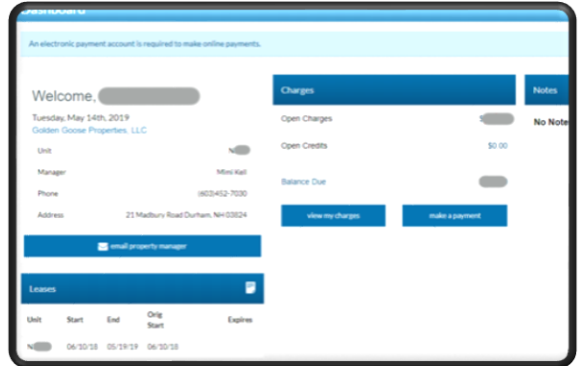 Dashboard
An electronic payment account is required to make online payments.
Welcome,
Tuesday, May 14th, 2019
Golden Goose Properties, LLC
Unit N
Manager Mimi Kell
Phone (603)452-7030
Address 21 Madbury Road Durham, NH 03824
email property manager
Leases
Unit Start End Orig Start Expires
N 06/10/18 05/19/19 06/10/18
Charges
Open Charges
Open Credits $0.00
Balance Due
view my charges make a payment
Notes
No Note